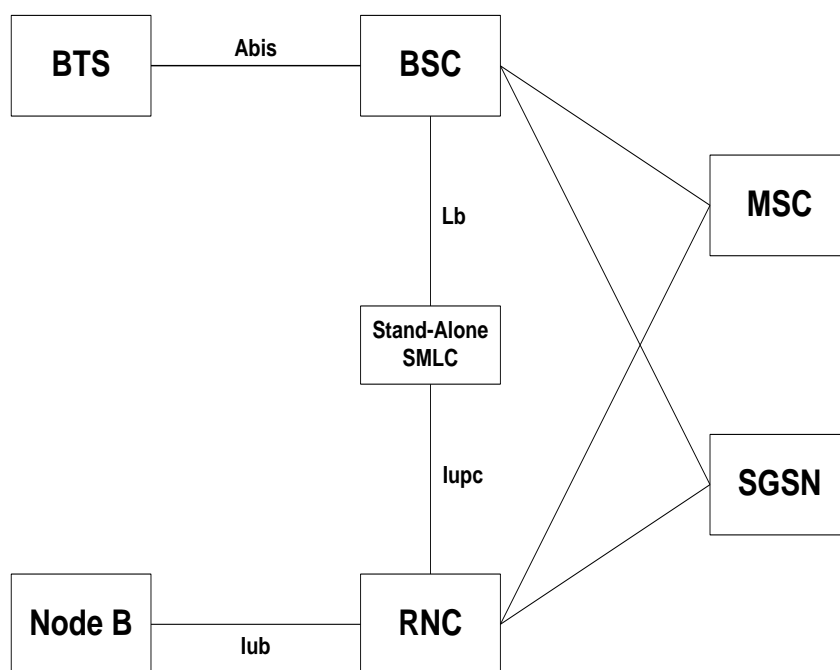 BTS
Abis
BSC
MSC
Lb
Stand-Alone
SMLC
Iupc
SGSN
Node B
Iub
RNC